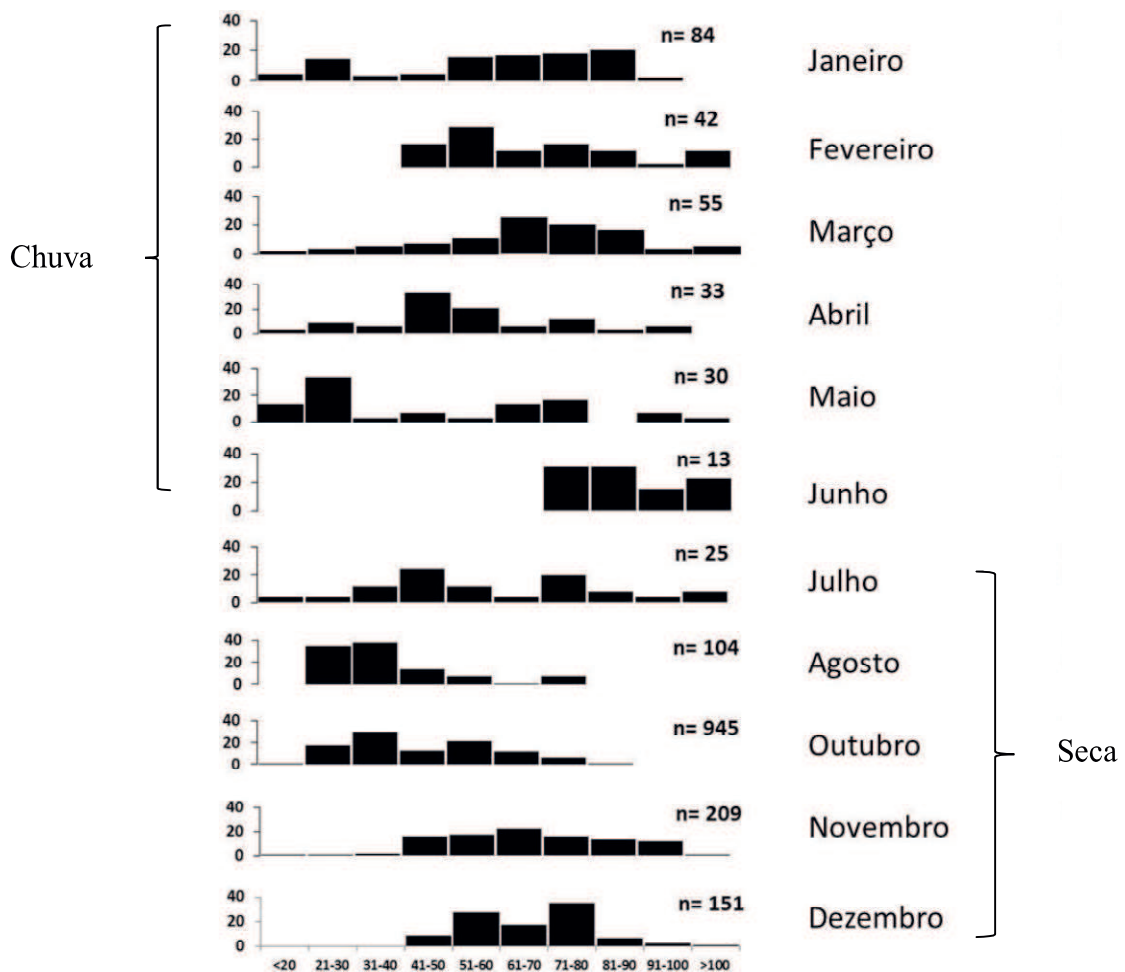 Chuva
40
20
0
n= 84
Janeiro
40
20
0
n= 42
Fevereiro
40
20
0
n= 55
Março
40
20
0
n= 33
Abril
40
20
0
n= 30
Maio
40
20
0
n= 13
Junho
40
20
0
n= 25
Julho
40
20
0
n= 104
Agosto
40
20
0
n= 945
Outubro
Seca
40
20
0
n= 209
Novembro
40
20
0
n= 151
Dezembro
<20 21-30 31-40 41-50 51-60 61-70 71-80 81-90 91-100 >100